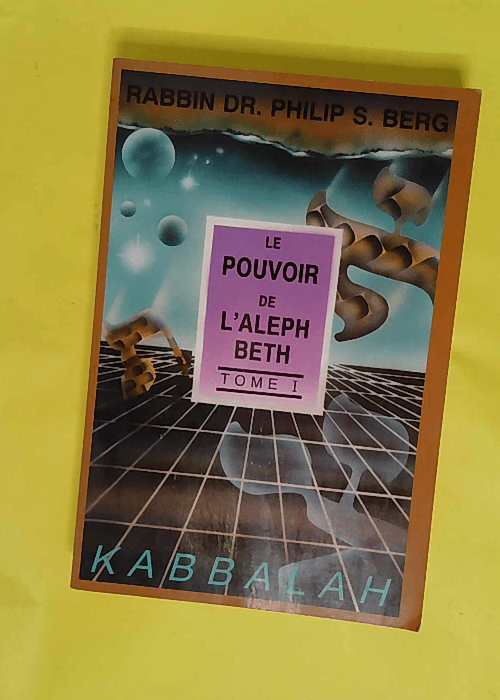 RABBIN DR. PHILIP S. BERG
LE
POUVOIR
DE
L'ALEPH
BETH
TOME I
KABBALAH